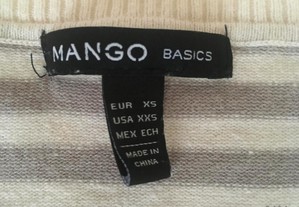 MANGO BASICS
EUR XS
USA XXS
MEX ECH
MADE IN
CHINA